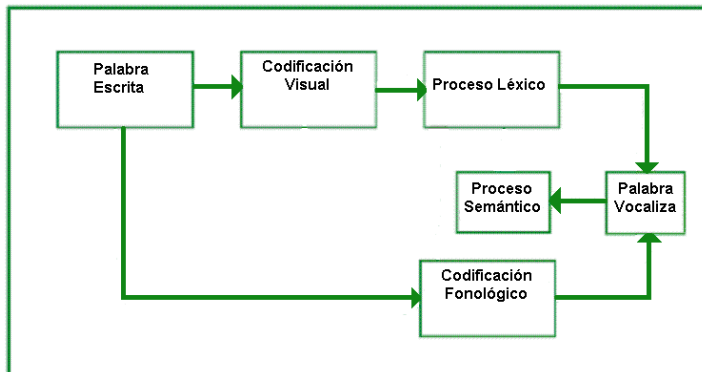 Palabra
Escrita
Codificación
Visual
Proceso Léxico
Proceso
Semántico
Palabra
Vocaliza
Codificación
Fonológico